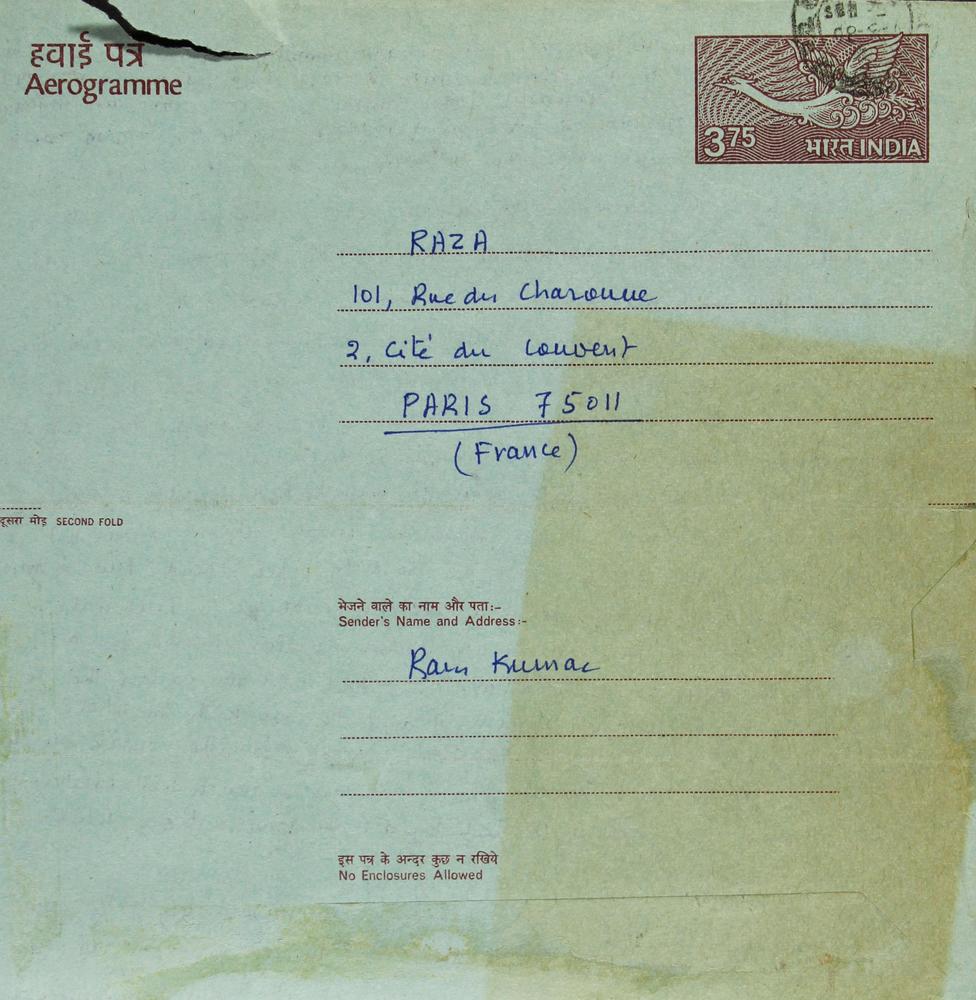 हवाई पत्र
Aerogramme
3 75
भारत INDIA
RAZA
101, Rue du Charonne
2, Cité du Couvent
PARIS 75011
(France)
दूसरा मोड़ SECOND FOLD
भेजने वाले का नाम और पता:-
Sender's Name and Address:-
Ram Kumar
इस पत्र के अन्दर कुछ न रखिये
No Enclosures Allowed